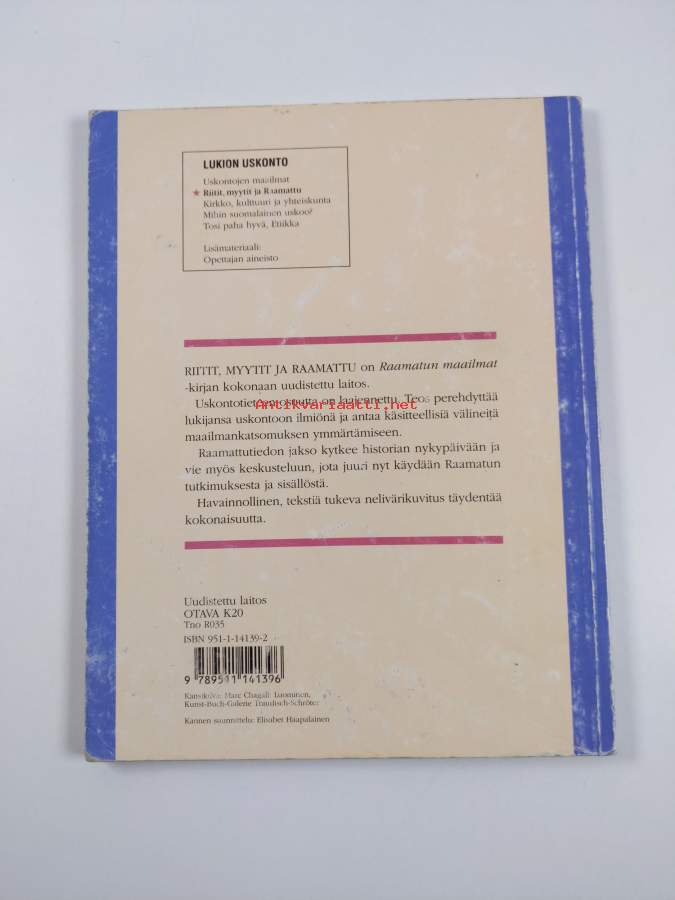 LUKION USKONTO
Uskontojen maailmat
★ Riitit, myytit ja Raamattu
Kirkko, kulttuuri ja yhteiskunta
Mihin suomalainen uskoo?
Tosi paha hyvä, Etiikka
Lisämateriaali:
Opettajan aineisto
RIITIT, MYYTIT JA RAAMATTU on Raamatun maailmat
-kirjan kokonaan uudistettu laitos.
Uskontotieteen osuutta on laajennettu. Teos perehdyttää
Antikvariaatti.net
lukijansa uskontoon ilmiönä ja antaa käsitteellisiä välineitä
maailmankatsomuksen ymmärtämiseen.
Raamattutiedon jakso kytkee historian nykypäivään ja
vie myös keskusteluun, jota juuri nyt käydään Raamatun
tutkimuksesta ja sisällöstä.
Havainnollinen, tekstiä tukeva nelivärikuvitus täydentää
kokonaisuutta.
Uudistettu laitos
OTAVA K20
Tno R035
ISBN 951-1-14139-2
9 789511 141396
Kansikuva: Marc Chagall: Luominen,
Kunst-Buch-Galerie Traudisch-Schröter
Kannen suunnittelu: Elisabet Haapalainen